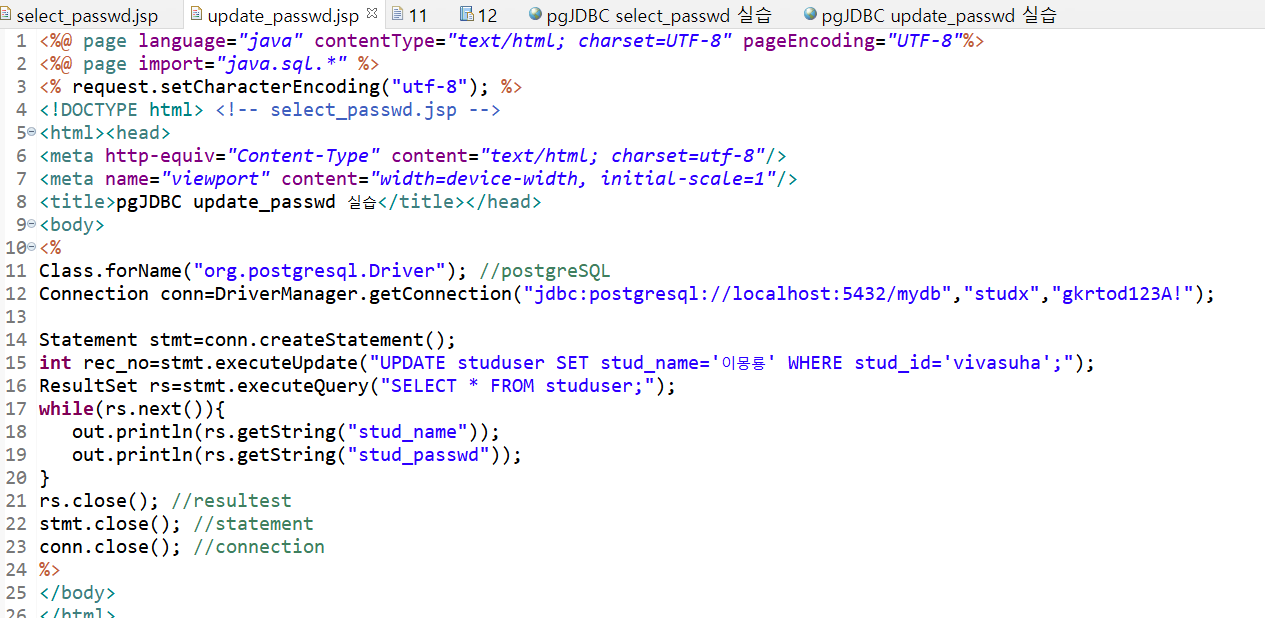 select_passwd.jsp update_passwd.jsp 11 12 pgJDBC select_passwd 실습 pgJDBC update_passwd 실습
1 <%@ page language="java" contentType="text/html; charset=UTF-8" pageEncoding="UTF-8"%>
2 <%@ page import="java.sql.*" %>
3 <% request.setCharacterEncoding("utf-8"); %>
4 <!DOCTYPE html> <!-- select_passwd.jsp -->
5 <html><head>
6 <meta http-equiv="Content-Type" content="text/html; charset=utf-8"/>
7 <meta name="viewport" content="width=device-width, initial-scale=1"/>
8 <title>pgJDBC update_passwd 실습</title></head>
9 <body>
10 <%
11 Class.forName("org.postgresql.Driver"); //postgreSQL
12 Connection conn=DriverManager.getConnection("jdbc:postgresql://localhost:5432/mydb","studx","gkrtod123A!");
13
14 Statement stmt=conn.createStatement();
15 int rec_no=stmt.executeUpdate("UPDATE studuser SET stud_name='이몽룡' WHERE stud_id='vivasuha';");
16 ResultSet rs=stmt.executeQuery("SELECT * FROM studuser;");
17 while(rs.next()){
18 out.println(rs.getString("stud_name"));
19 out.println(rs.getString("stud_passwd"));
20 }
21 rs.close(); //resultest
22 stmt.close(); //statement
23 conn.close(); //connection
24 %>
25 </body>
26 </html>